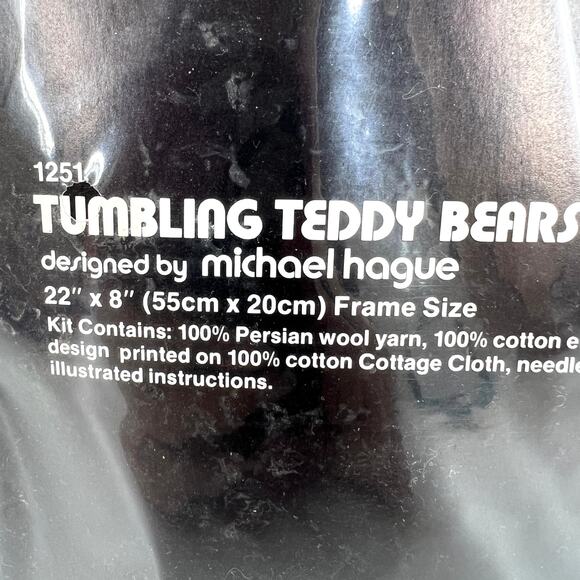 1251
TUMBLING TEDDY BEARS
designed by michael hague
22" x 8" (55cm x 20cm) Frame Size
Kit Contains: 100% Persian wool yarn, 100% cotton e
design printed on 100% cotton Cottage Cloth, needle
illustrated instructions.